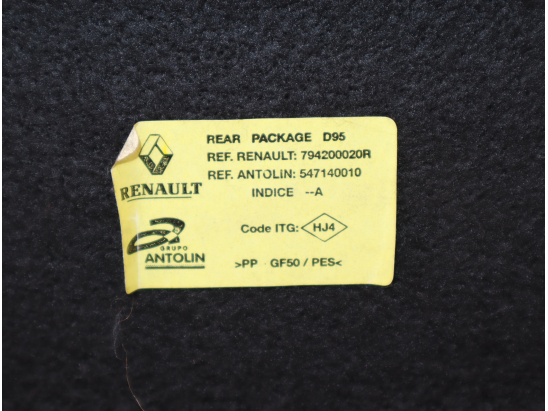 REAR PACKAGE D95
REF. RENAULT: 794200020R
REF. ANTOLIN: 547140010
RENAULT
INDICE --A
Code ITG: HJ4
GRUPO
ANTOLIN
>PP GF50 / PES<